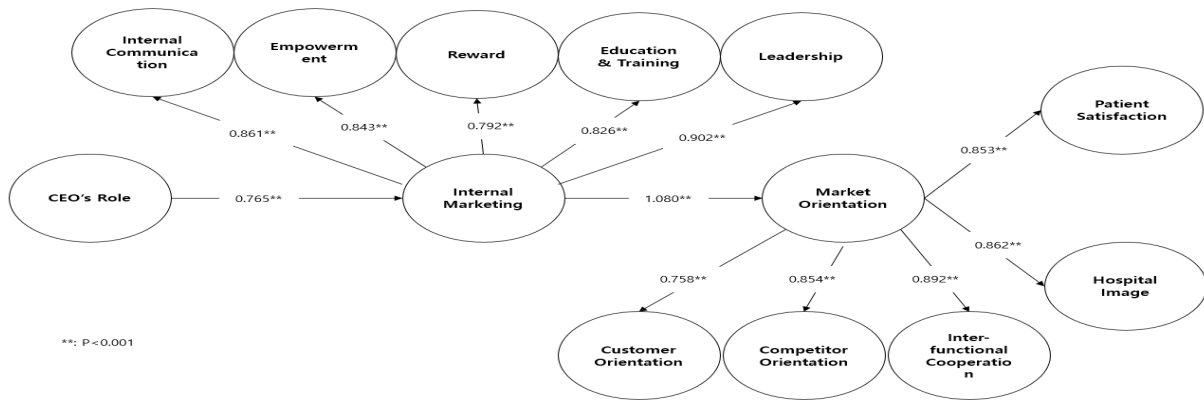 Internal
Communica
tion
Empowerm
ent
Reward
Education
& Training
Leadership
Patient
Satisfaction
0.861**
0.843**
0.792**
0.826**
0.902**
0.853**
CEO's Role
0.765**
Internal
Marketing
1.080**
Market
Orientation
0.862**
0.758**
0.854**
0.892**
Hospital
Image
**: P<0.001
Customer
Orientation
Competitor
Orientation
Inter-
functional
Cooperatio
n